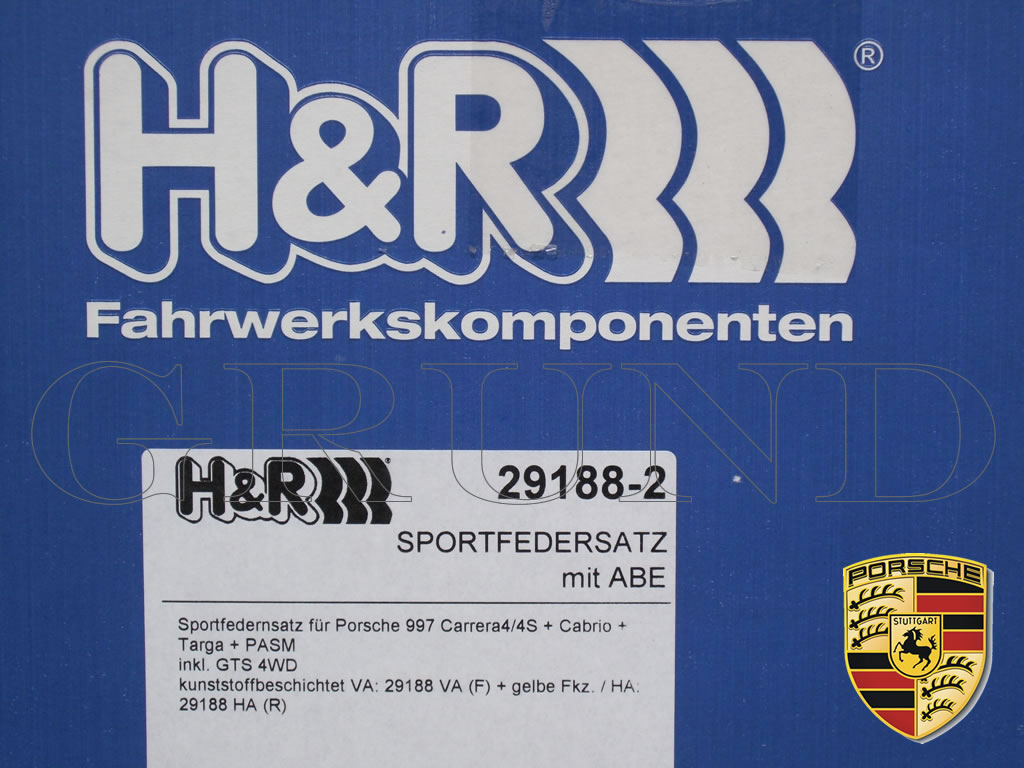 H&R®
Fahrwerkskomponenten
GRUND
H&R® 29188-2
SPORTFEDERSATZ
mit ABE
Sportfedernsatz für Porsche 997 Carrera4/4S + Cabrio +
Targa + PASM
inkl. GTS 4WD
kunststoffbeschichtet VA: 29188 VA (F) + gelbe Fkz. / HA:
29188 HA (R)
PORSCHE
STUTTGART